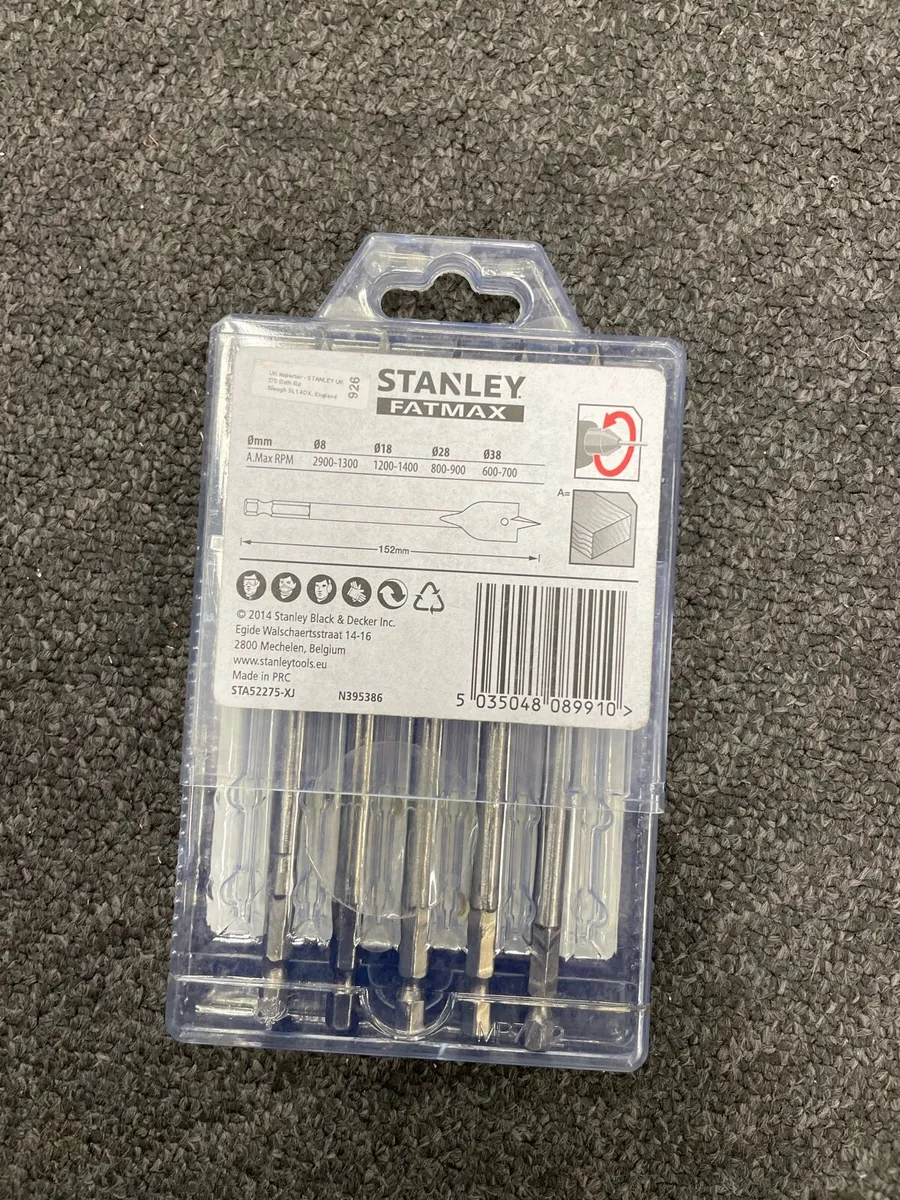 UK Importer - STANLEY UK
270 Bath Rd
Slough SL1 4DX, England
926
STANLEY
FATMAX
Ømm Ø8 Ø18 Ø28 Ø38
A.Max RPM 2900-1300 1200-1400 800-900 600-700
A=
152mm
© 2014 Stanley Black & Decker Inc.
Egide Walschaertsstraat 14-16
2800 Mechelen, Belgium
www.stanleytools.eu
Made in PRC
STA52275-XJ N395386
5 035048 089910 >